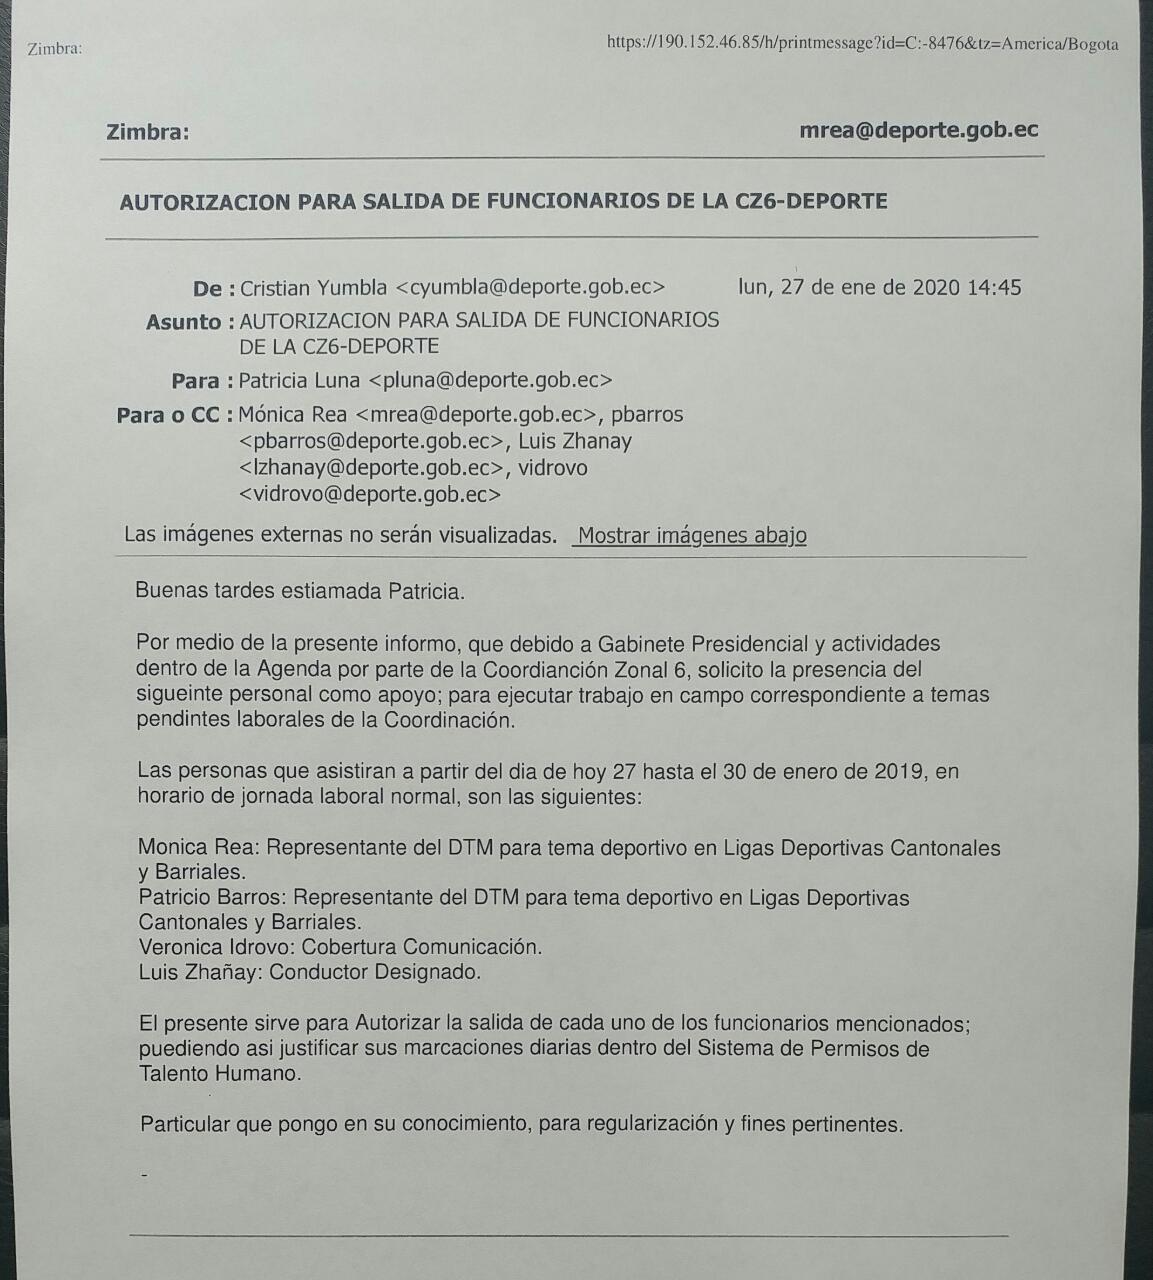 Zimbra:
https://190.152.46.85/h/printmessage?id=C:-8476&tz=America/Bogota
Zimbra:
mrea@deporte.gob.ec
AUTORIZACION PARA SALIDA DE FUNCIONARIOS DE LA CZ6-DEPORTE
De : Cristian Yumbla <cyumbla@deporte.gob.ec>
lun, 27 de ene de 2020 14:45
Asunto : AUTORIZACION PARA SALIDA DE FUNCIONARIOS
DE LA CZ6-DEPORTE
Para : Patricia Luna <pluna@deporte.gob.ec>
Para o CC : Mónica Rea <mrea@deporte.gob.ec>, pbarros
<pbarros@deporte.gob.ec>, Luis Zhanay
<lzhanay@deporte.gob.ec>, vidrovo
<vidrovo@deporte.gob.ec>
Las imágenes externas no serán visualizadas. Mostrar imágenes abajo
Buenas tardes estiamada Patricia.
Por medio de la presente informo, que debido a Gabinete Presidencial y actividades
dentro de la Agenda por parte de la Coordianción Zonal 6, solicito la presencia del
sigueinte personal como apoyo; para ejecutar trabajo en campo correspondiente a temas
pendintes laborales de la Coordinación.
Las personas que asistiran a partir del dia de hoy 27 hasta el 30 de enero de 2019, en
horario de jornada laboral normal, son las siguientes:
Monica Rea: Representante del DTM para tema deportivo en Ligas Deportivas Cantonales
y Barriales.
Patricio Barros: Representante del DTM para tema deportivo en Ligas Deportivas
Cantonales y Barriales.
Veronica Idrovo: Cobertura Comunicación.
Luis Zhañay: Conductor Designado.
El presente sirve para Autorizar la salida de cada uno de los funcionarios mencionados;
puediendo asi justificar sus marcaciones diarias dentro del Sistema de Permisos de
Talento Humano.
Particular que pongo en su conocimiento, para regularización y fines pertinentes.
-